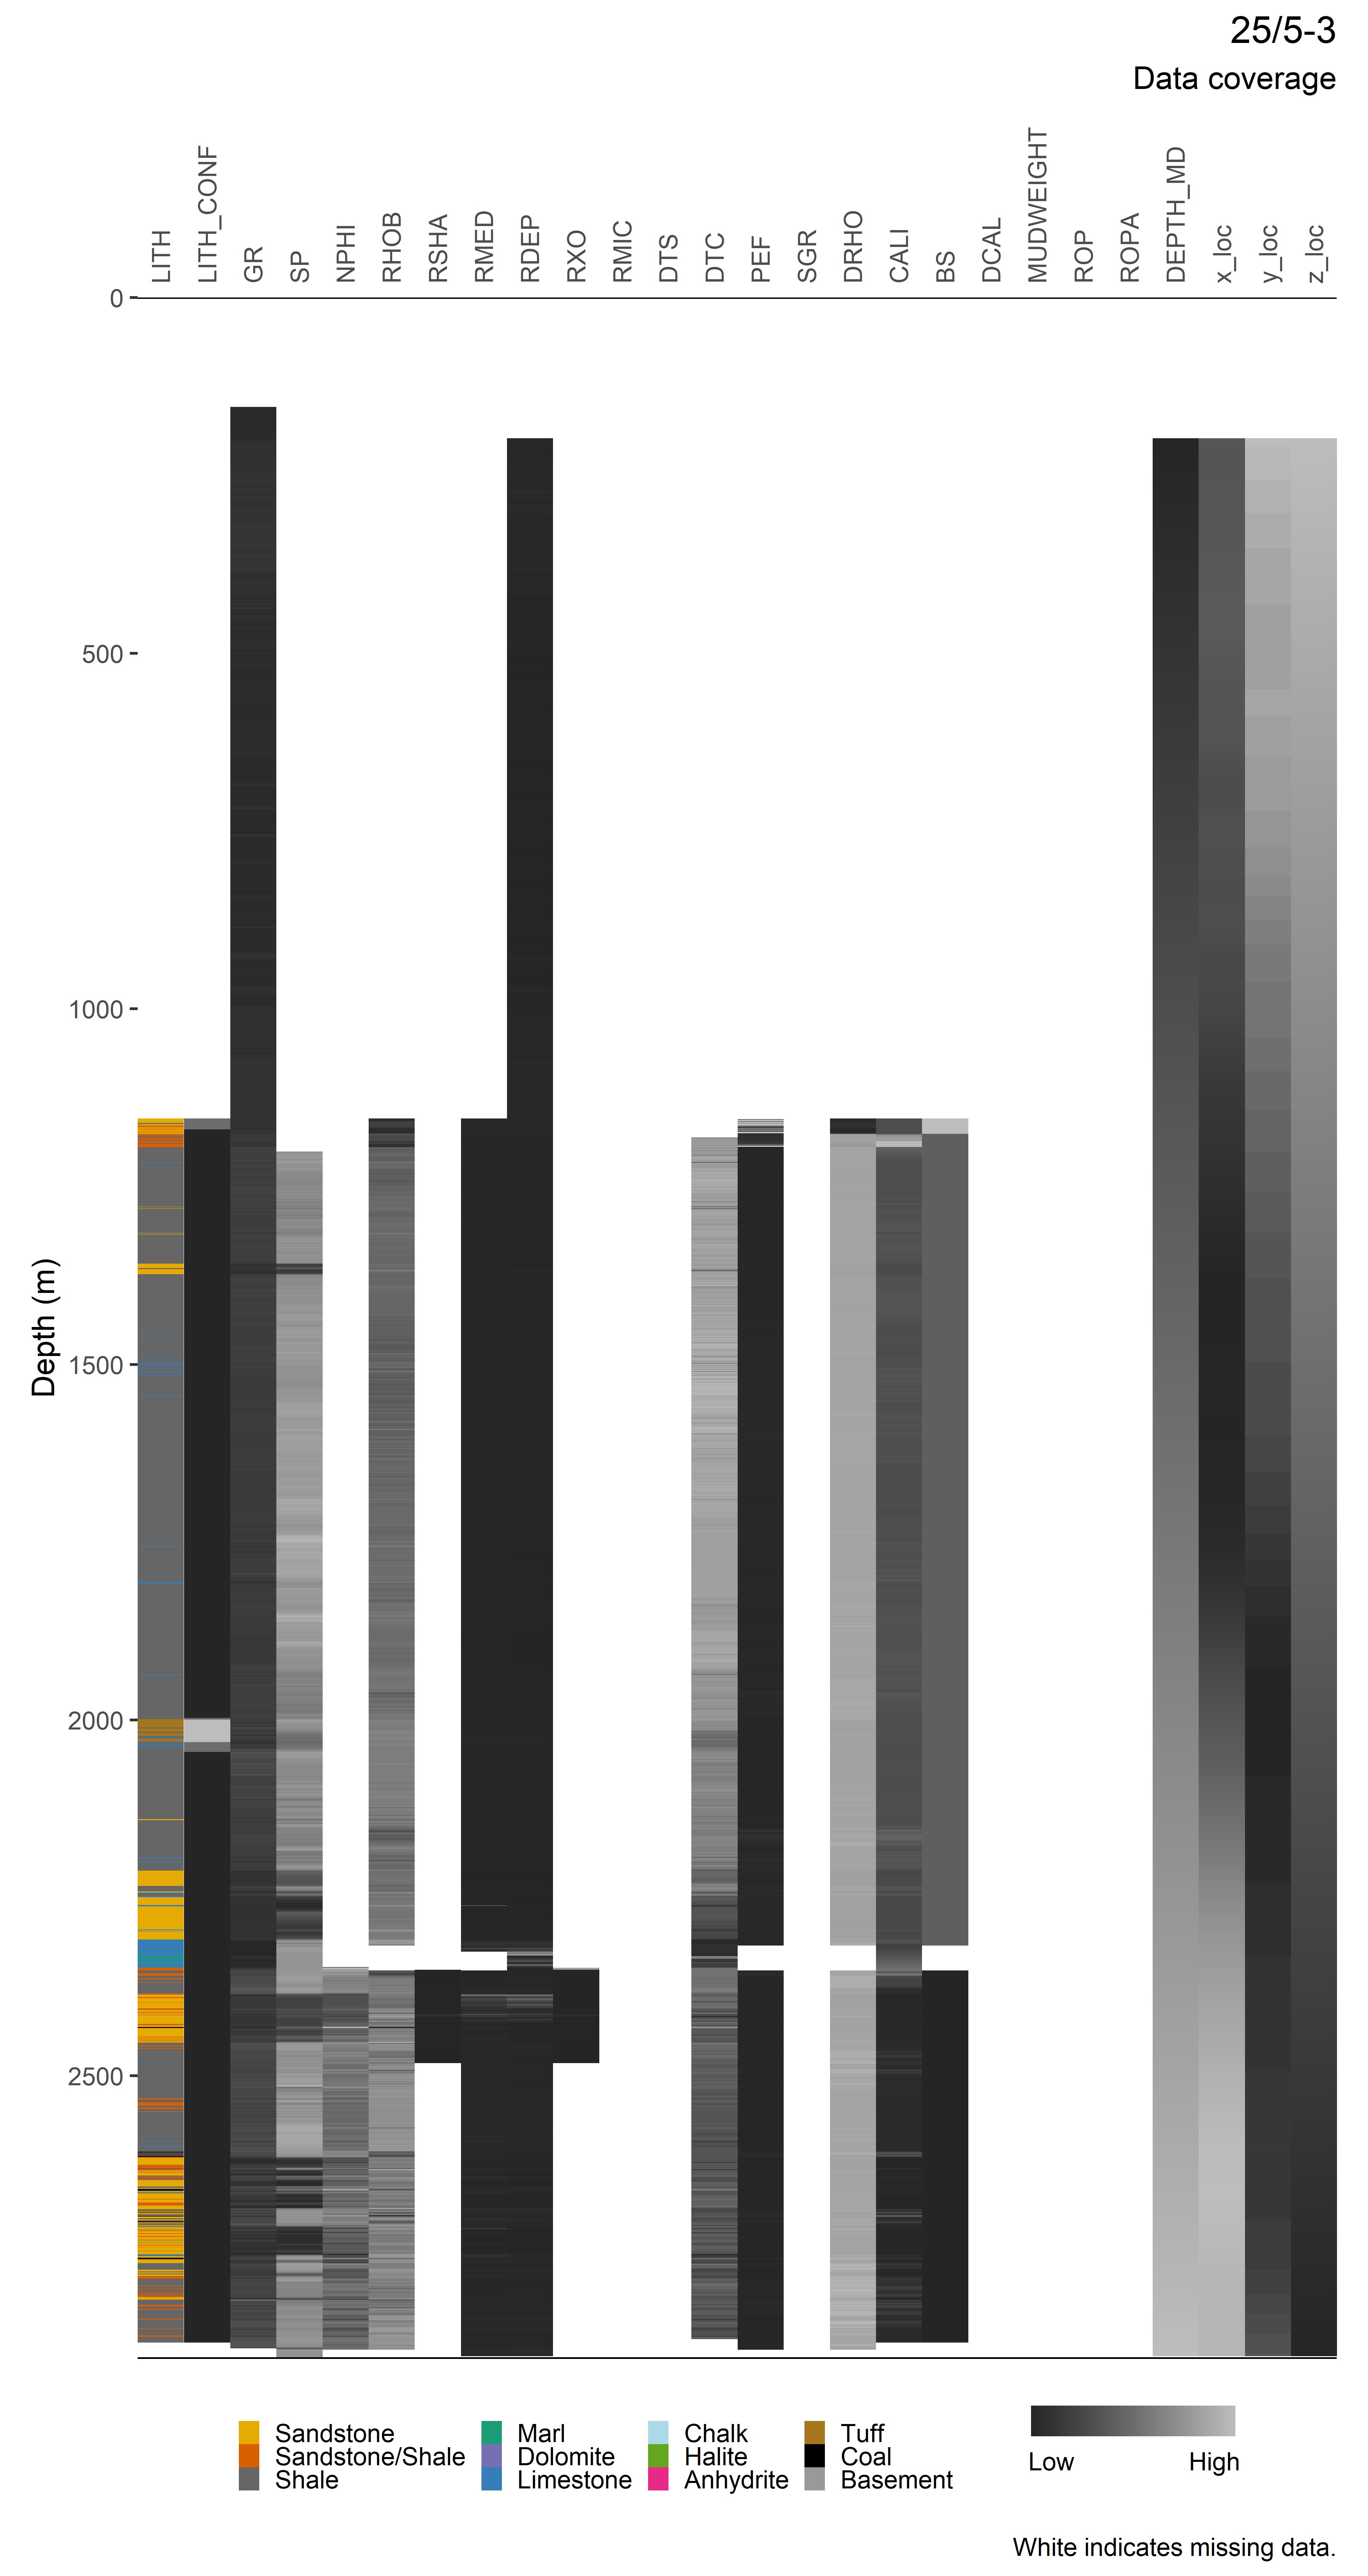 25/5-3
Data coverage
LITH
LITH_CONF
GR
SP
NPHI
RHOB
RSHA
RMED
RDEP
RXO
RMIC
DTS
DTC
PEF
SGR
DRHO
CALI
BS
DCAL
MUDWEIGHT
ROP
ROPA
DEPTH_MD
x_loc
y_loc
z_loc
0
500
1000
1500
2000
2500
Depth (m)
Sandstone
Sandstone/Shale
Shale
Marl
Dolomite
Limestone
Chalk
Halite
Anhydrite
Tuff
Coal
Basement
Low High
White indicates missing data.